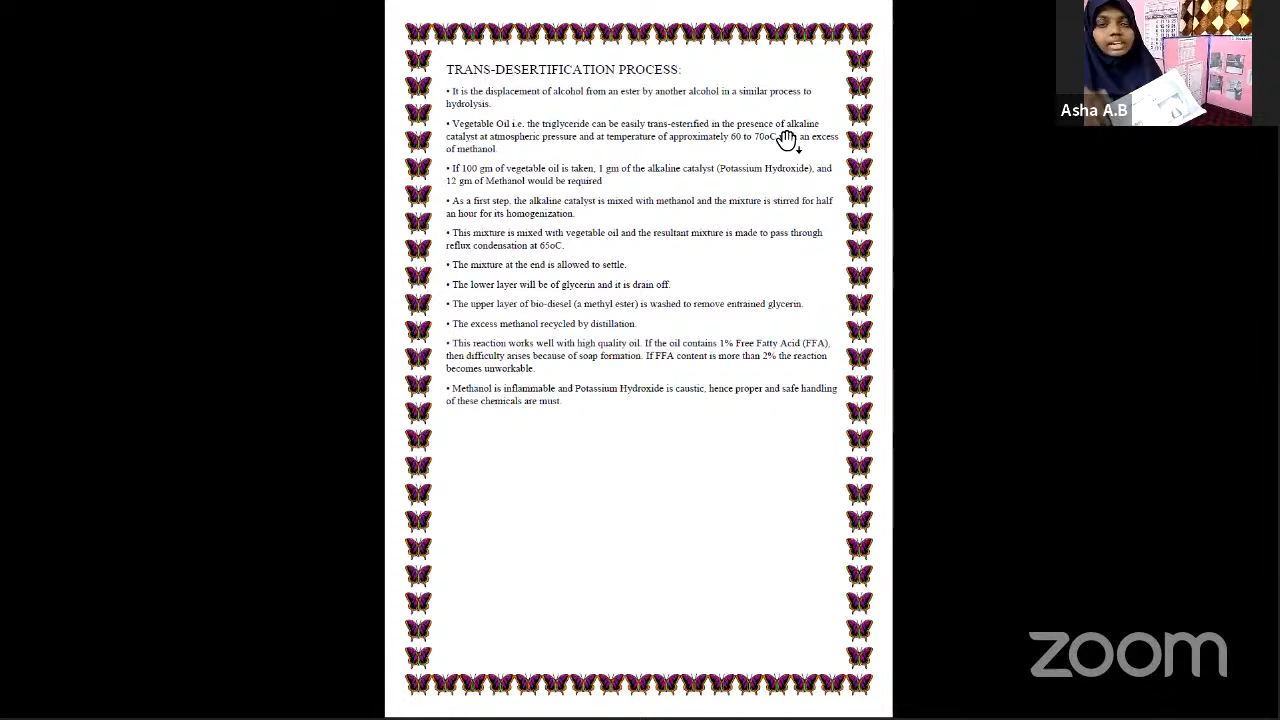 TRANS-DESERTIFICATION PROCESS:
• It is the displacement of alcohol from an ester by another alcohol in a similar process to
hydrolysis.
• Vegetable Oil i.e. the triglyceride can be easily trans-esterified in the presence of alkaline
catalyst at atmospheric pressure and at temperature of approximately 60 to 70oC an excess
of methanol.
• If 100 gm of vegetable oil is taken, 1 gm of the alkaline catalyst (Potassium Hydroxide), and
12 gm of Methanol would be required
• As a first step, the alkaline catalyst is mixed with methanol and the mixture is stirred for half
an hour for its homogenization.
• This mixture is mixed with vegetable oil and the resultant mixture is made to pass through
reflux condensation at 65oC.
• The mixture at the end is allowed to settle.
• The lower layer will be of glycerin and it is drain off.
• The upper layer of bio-diesel (a methyl ester) is washed to remove entrained glycerin.
• The excess methanol recycled by distillation.
• This reaction works well with high quality oil. If the oil contains 1% Free Fatty Acid (FFA),
then difficulty arises because of soap formation. If FFA content is more than 2% the reaction
becomes unworkable.
• Methanol is inflammable and Potassium Hydroxide is caustic, hence proper and safe handling
of these chemicals are must.
Asha A.B
zoom